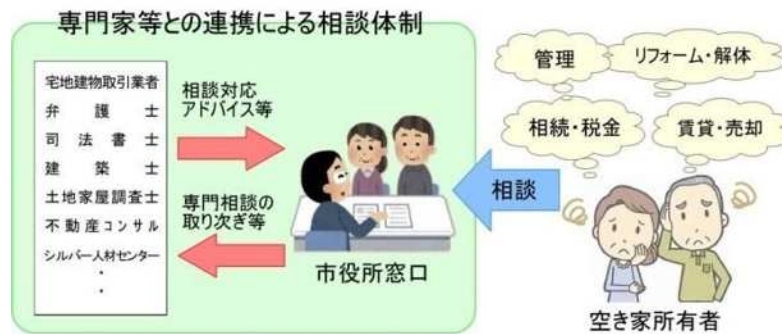 専門家等との連携による相談体制
宅地建物取引業者
弁護士
司法書士
建築士
土地家屋調査士
不動産コンサル
シルバー人材センター
・
・
相談対応
アドバイス等
専門相談の
取り次ぎ等
市役所窓口
相談
管理
リフォーム・解体
相続・税金
賃貸・売却
空き家所有者